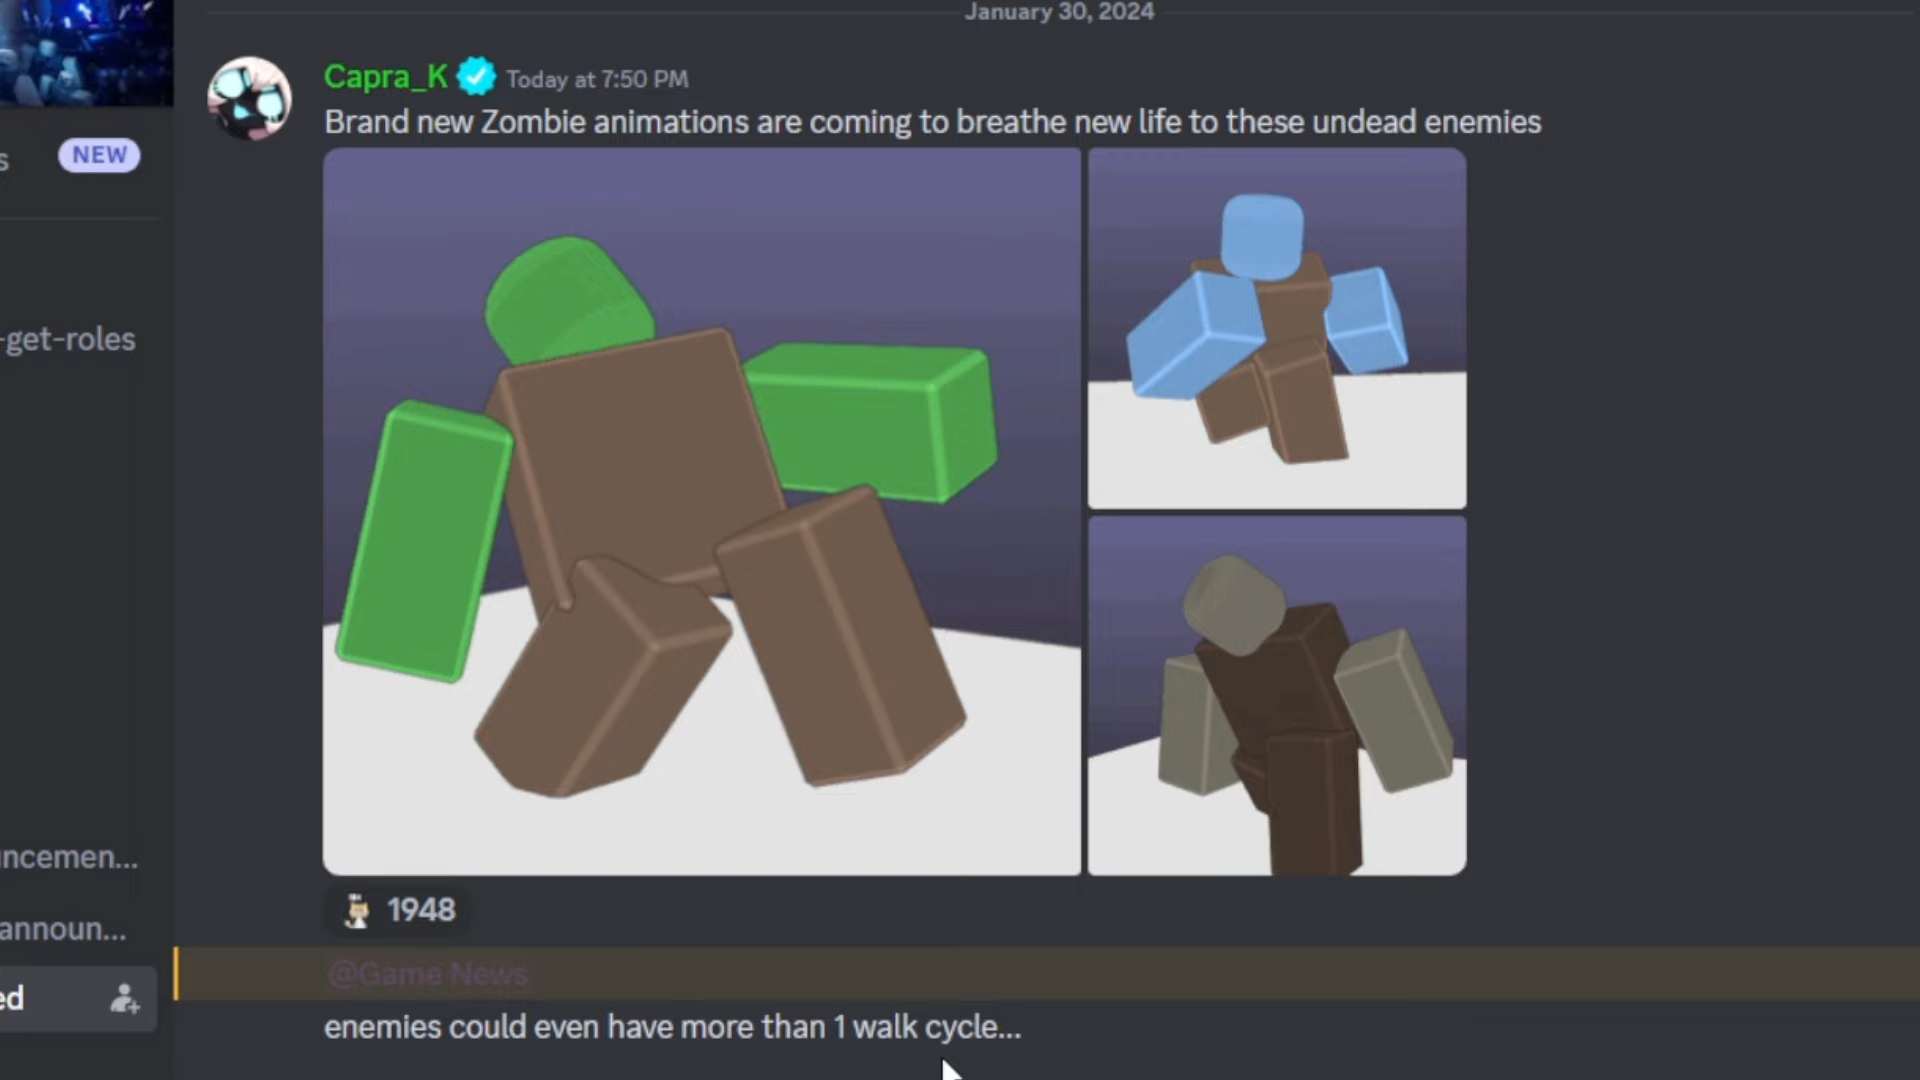 January 30, 2024
Capra_K Today at 7:50 PM
Brand new Zombie animations are coming to breathe new life to these undead enemies
s NEW
-get-roles
ncemen...
1948
announ...
@Game News
ed
enemies could even have more than 1 walk cycle...